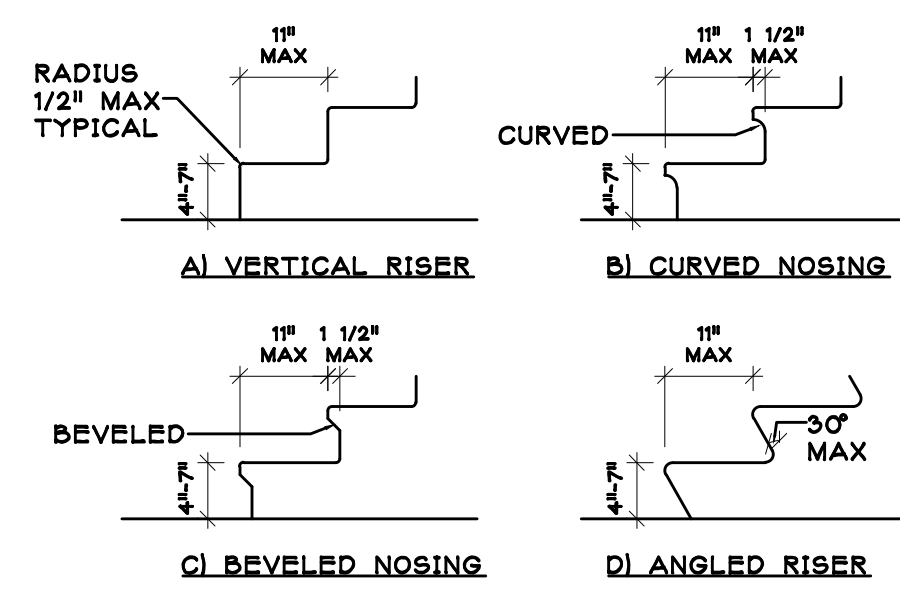 11"
MAX
RADIUS
1/2" MAX
TYPICAL
4"-7"
A) VERTICAL RISER
11" 1 1/2"
MAX MAX
CURVED
4"-7"
B) CURVED NOSING
11" 1 1/2"
MAX MAX
BEVELED
4"-7"
C) BEVELED NOSING
11"
MAX
30°
MAX
4"-7"
D) ANGLED RISER